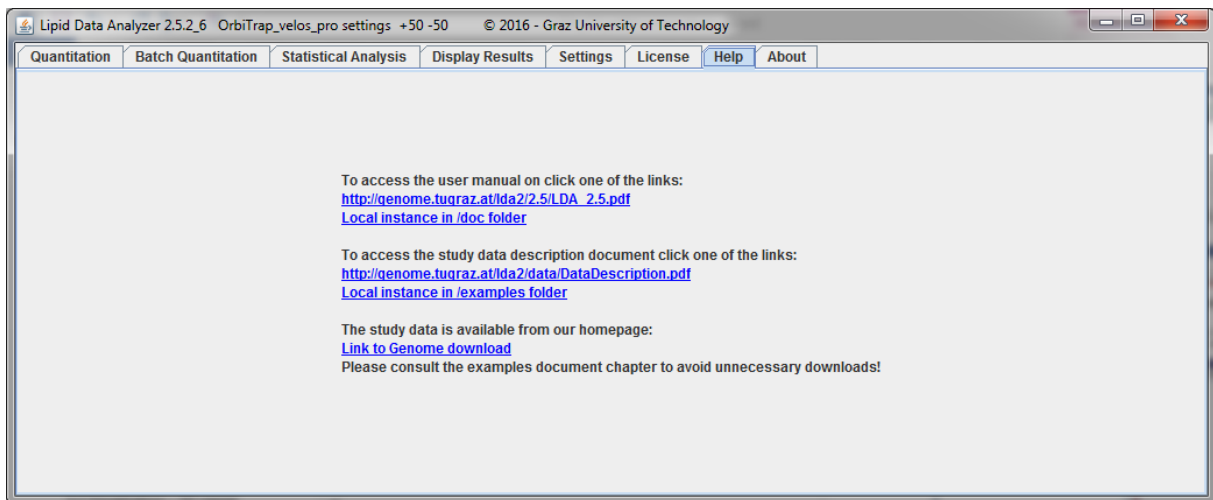 Lipid Data Analyzer 2.5.2_6 OrbiTrap_velos_pro settings +50 -50 © 2016 - Graz University of Technology
Quantitation Batch Quantitation Statistical Analysis Display Results Settings License Help About
To access the user manual on click one of the links:
http://genome.tugraz.at/lda2/2.5/LDA_2.5.pdf
Local instance in /doc folder
To access the study data description document click one of the links:
http://genome.tugraz.at/lda2/data/DataDescription.pdf
Local instance in /examples folder
The study data is available from our homepage:
Link to Genome download
Please consult the examples document chapter to avoid unnecessary downloads!